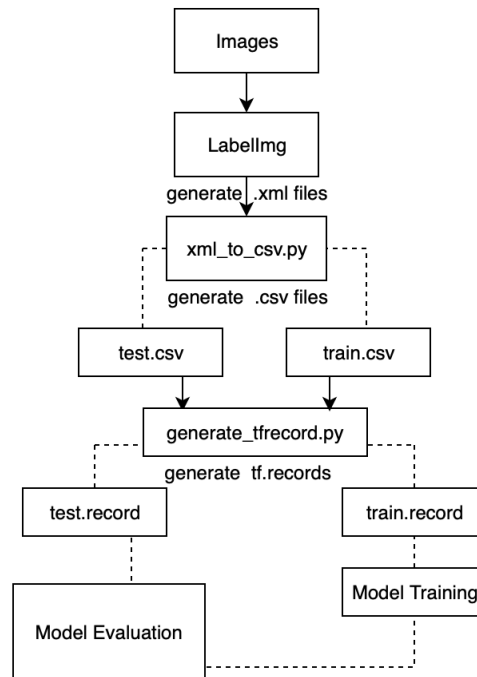 Images
LabelImg
generate .xml files
xml_to_csv.py
generate .csv files
test.csv
train.csv
generate_tfrecord.py
generate tf.records
test.record
train.record
Model Training
Model Evaluation